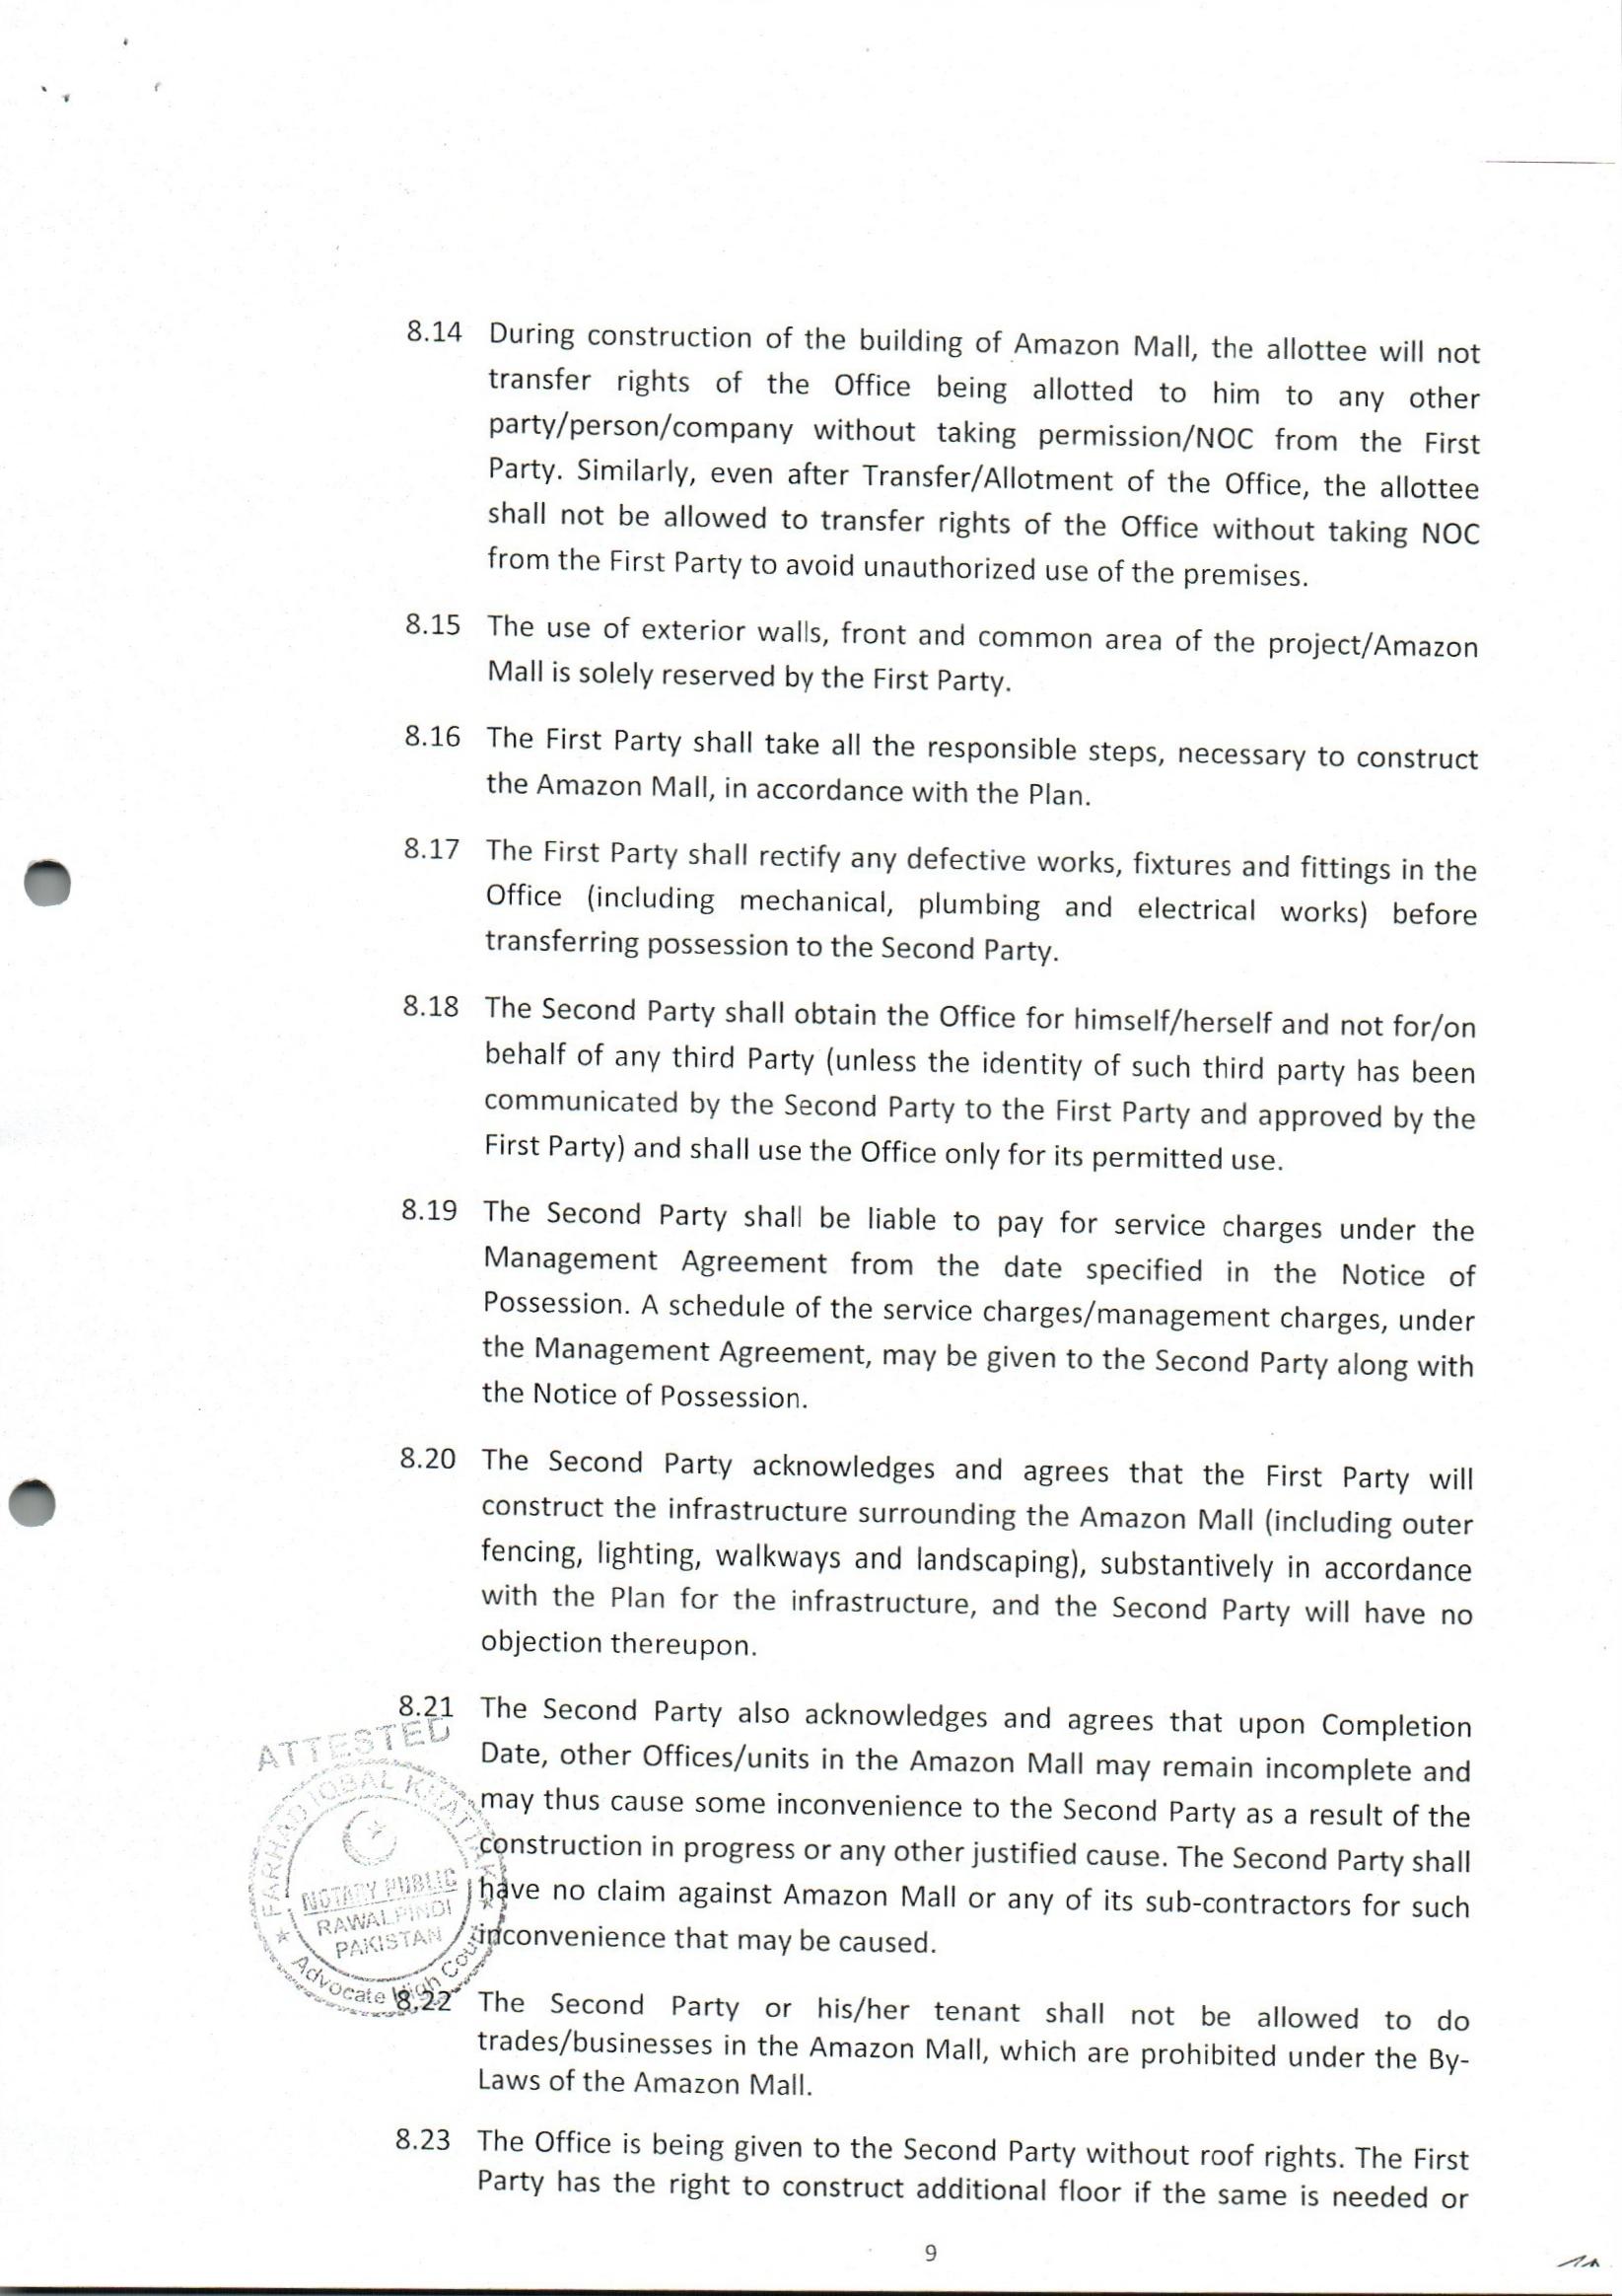 8.14 During construction of the building of Amazon Mall, the allottee will not
transfer rights of the Office being allotted to him to any other
party/person/company without taking permission/NOC from the First
Party. Similarly, even after Transfer/Allotment of the Office, the allottee
shall not be allowed to transfer rights of the Office without taking NOC
from the First Party to avoid unauthorized use of the premises.
8.15 The use of exterior walls, front and common area of the project/Amazon
Mall is solely reserved by the First Party.
8.16 The First Party shall take all the responsible steps, necessary to construct
the Amazon Mall, in accordance with the Plan.
8.17 The First Party shall rectify any defective works, fixtures and fittings in the
Office (including mechanical, plumbing and electrical works) before
transferring possession to the Second Party.
8.18 The Second Party shall obtain the Office for himself/herself and not for/on
behalf of any third Party (unless the identity of such third party has been
communicated by the Second Party to the First Party and approved by the
First Party) and shall use the Office only for its permitted use.
8.19 The Second Party shall be liable to pay for service charges under the
Management Agreement from the date specified in the Notice of
Possession. A schedule of the service charges/management charges, under
the Management Agreement, may be given to the Second Party along with
the Notice of Possession.
8.20 The Second Party acknowledges and agrees that the First Party will
construct the infrastructure surrounding the Amazon Mall (including outer
fencing, lighting, walkways and landscaping), substantively in accordance
with the Plan for the infrastructure, and the Second Party will have no
objection thereupon.
8.21 The Second Party also acknowledges and agrees that upon Completion
Date, other Offices/units in the Amazon Mall may remain incomplete and
may thus cause some inconvenience to the Second Party as a result of the
construction in progress or any other justified cause. The Second Party shall
have no claim against Amazon Mall or any of its sub-contractors for such
inconvenience that may be caused.
ATTESTED
FARHAD IQBAL KHATTAK
NOTARY PUBLIC
RAWALPINDI
PAKISTAN
Advocate High Court
8.22 The Second Party or his/her tenant shall not be allowed to do
trades/businesses in the Amazon Mall, which are prohibited under the By-
Laws of the Amazon Mall.
8.23 The Office is being given to the Second Party without roof rights. The First
Party has the right to construct additional floor if the same is needed or
9